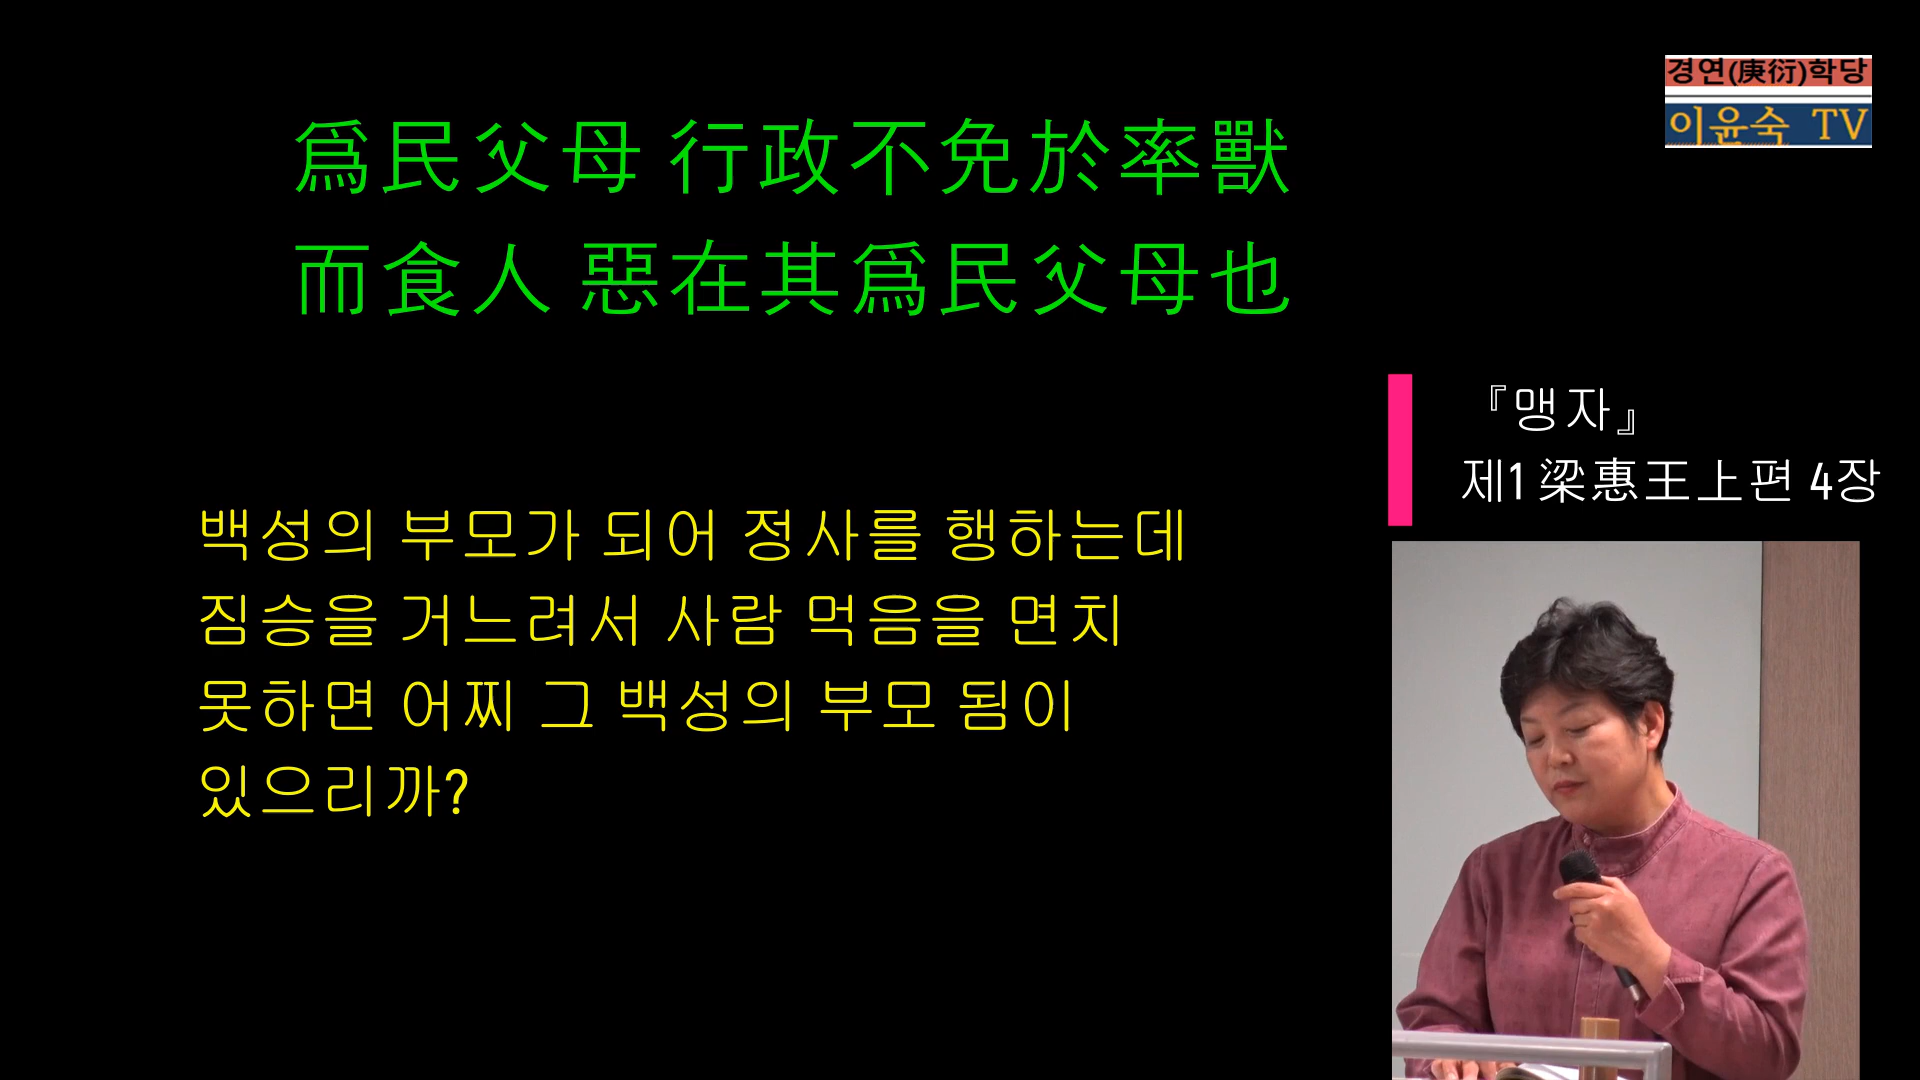 爲民父母 行政不免於率獸
而食人 惡在其爲民父母也
백성의 부모가 되어 정사를 행하는데
짐승을 거느려서 사람 먹음을 면치
못하면 어찌 그 백성의 부모 됨이
있으리까?
경연(庚衍)학당
이윤숙 TV
『맹자』
제1 梁惠王上편 4장